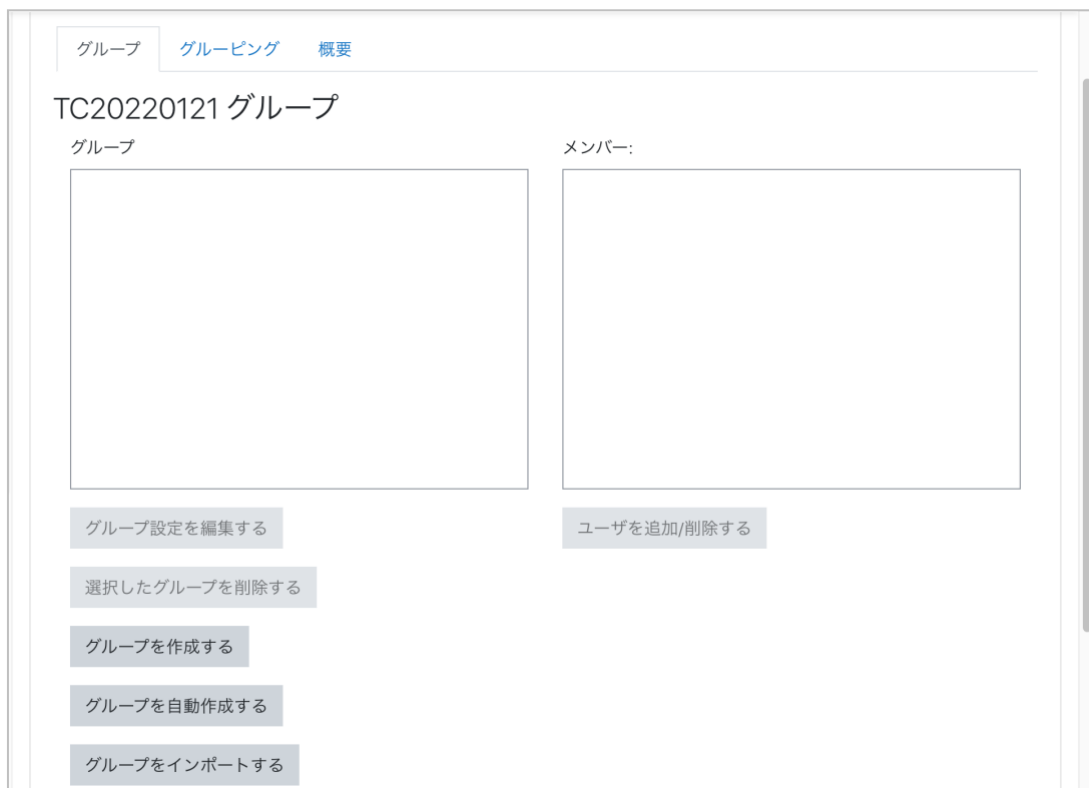 グループ グルーピング 概要
TC20220121 グループ
グループ
メンバー:
グループ設定を編集する
ユーザを追加/削除する
選択したグループを削除する
グループを作成する
グループを自動作成する
グループをインポートする